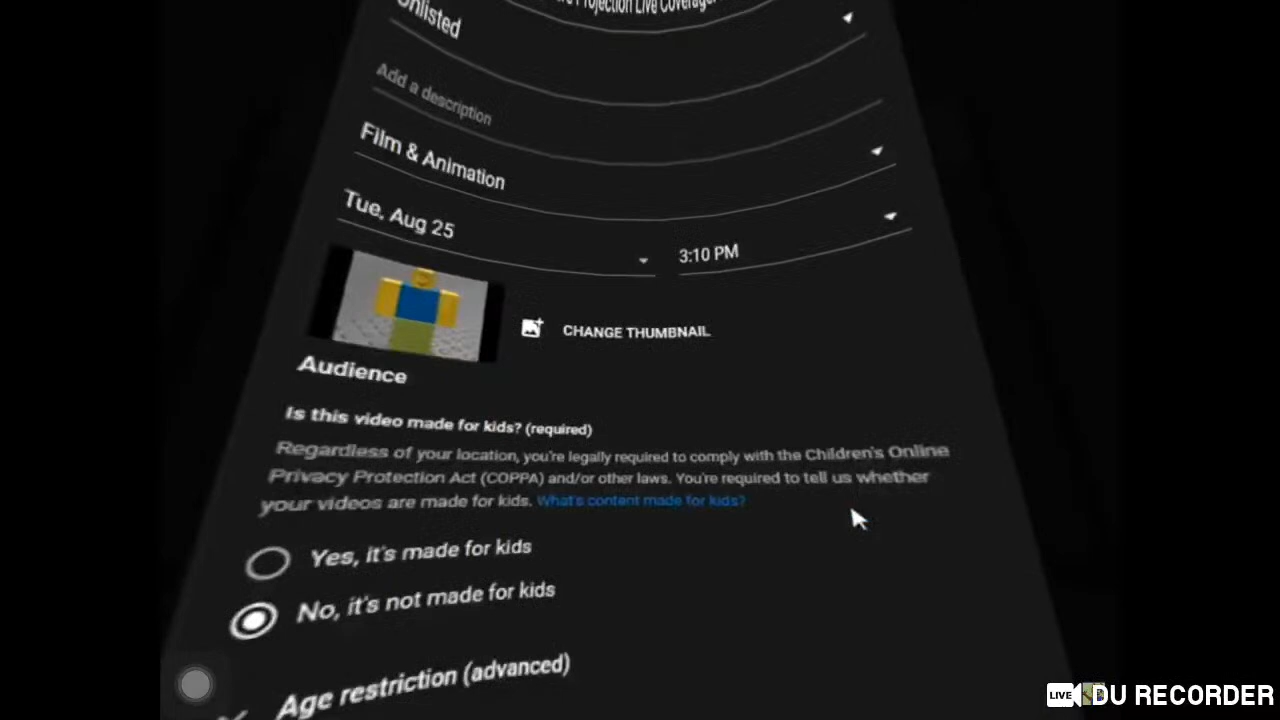 Projection Live Coverage
Unlisted
Add a description
Film & Animation
Tue, Aug 25
3:10 PM
CHANGE THUMBNAIL
Audience
Is this video made for kids? (required)
Regardless of your location, you're legally required to comply with the Children's Online
Privacy Protection Act (COPPA) and/or other laws. You're required to tell us whether
your videos are made for kids. What's content made for kids?
Yes, it's made for kids
No, it's not made for kids
Age restriction (advanced)
LIVE DU RECORDER